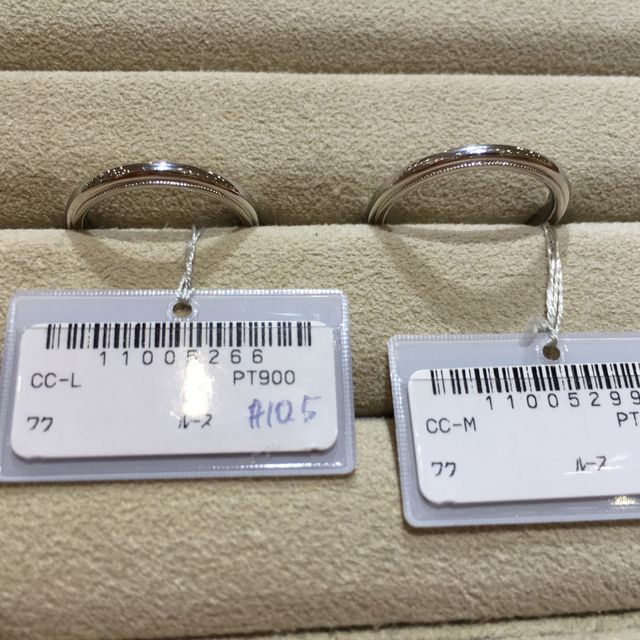 11005266
CC-L PT900
ワク ルース #10.5
11005299
CC-M PT
ワク ルース